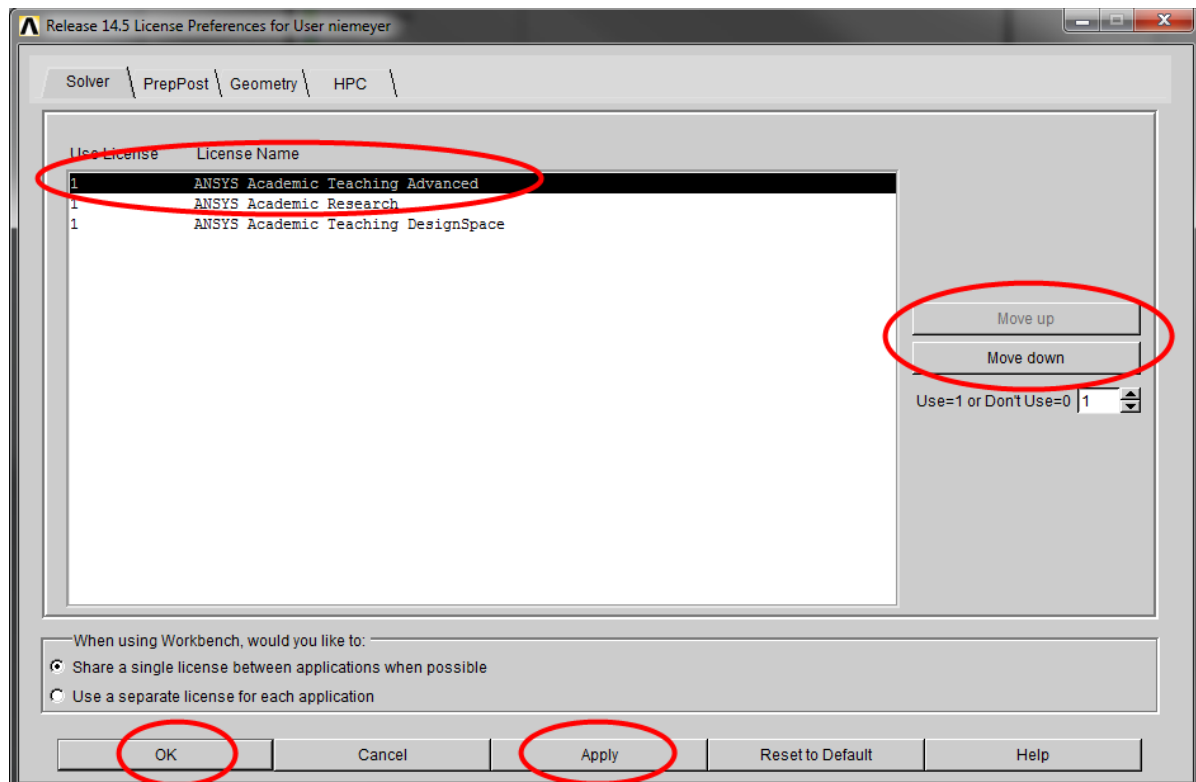 Release 14.5 License Preferences for User niemeyer
Solver PrepPost Geometry HPC
Use License License Name
1 ANSYS Academic Teaching Advanced
1 ANSYS Academic Research
1 ANSYS Academic Teaching DesignSpace
Move up
Move down
Use=1 or Don't Use=0 1
When using Workbench, would you like to:
Share a single license between applications when possible
Use a separate license for each application
OK Cancel Apply Reset to Default Help